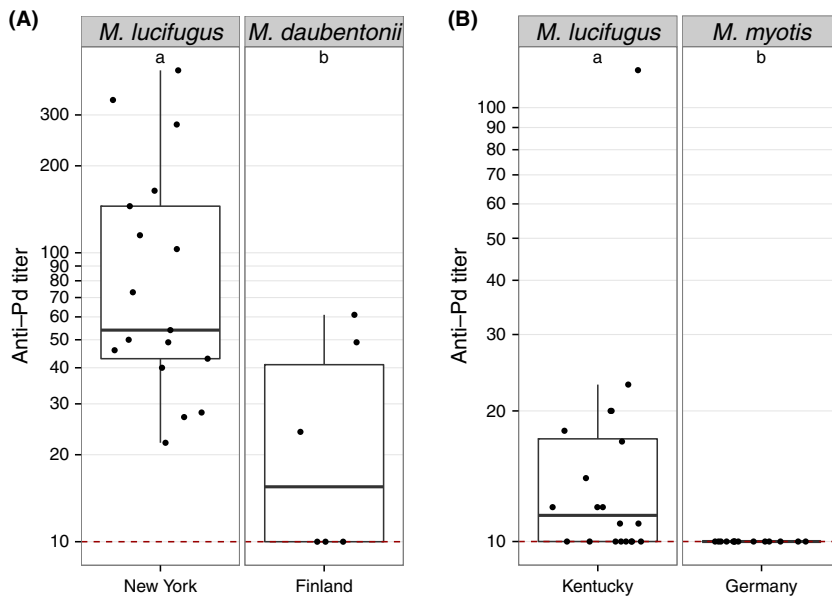 (A)
M. lucifugus
M. daubentonii
a
b
Anti–Pd titer
300
200
100
90
80
70
60
50
40
30
20
10
New York
Finland
(B)
M. lucifugus
M. myotis
a
b
Anti–Pd titer
100
90
80
70
60
50
40
30
20
10
Kentucky
Germany